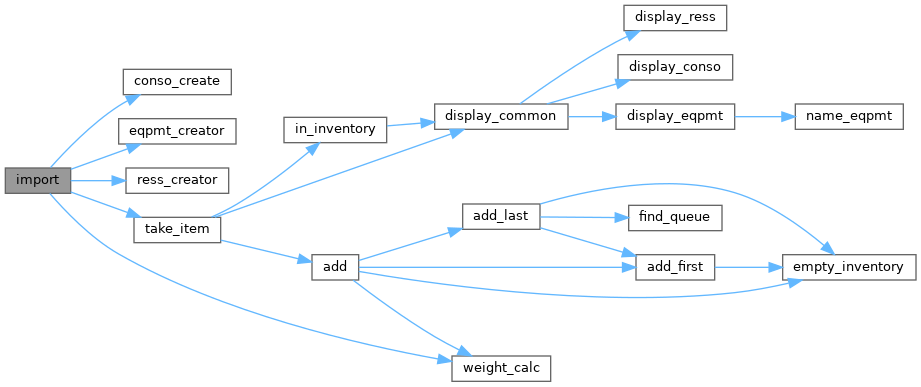 import
conso_create
eqpmt_creator
ress_creator
take_item
in_inventory
add
display_common
add_last
weight_calc
display_ress
display_conso
display_eqpmt
find_queue
add_first
name_eqpmt
empty_inventory